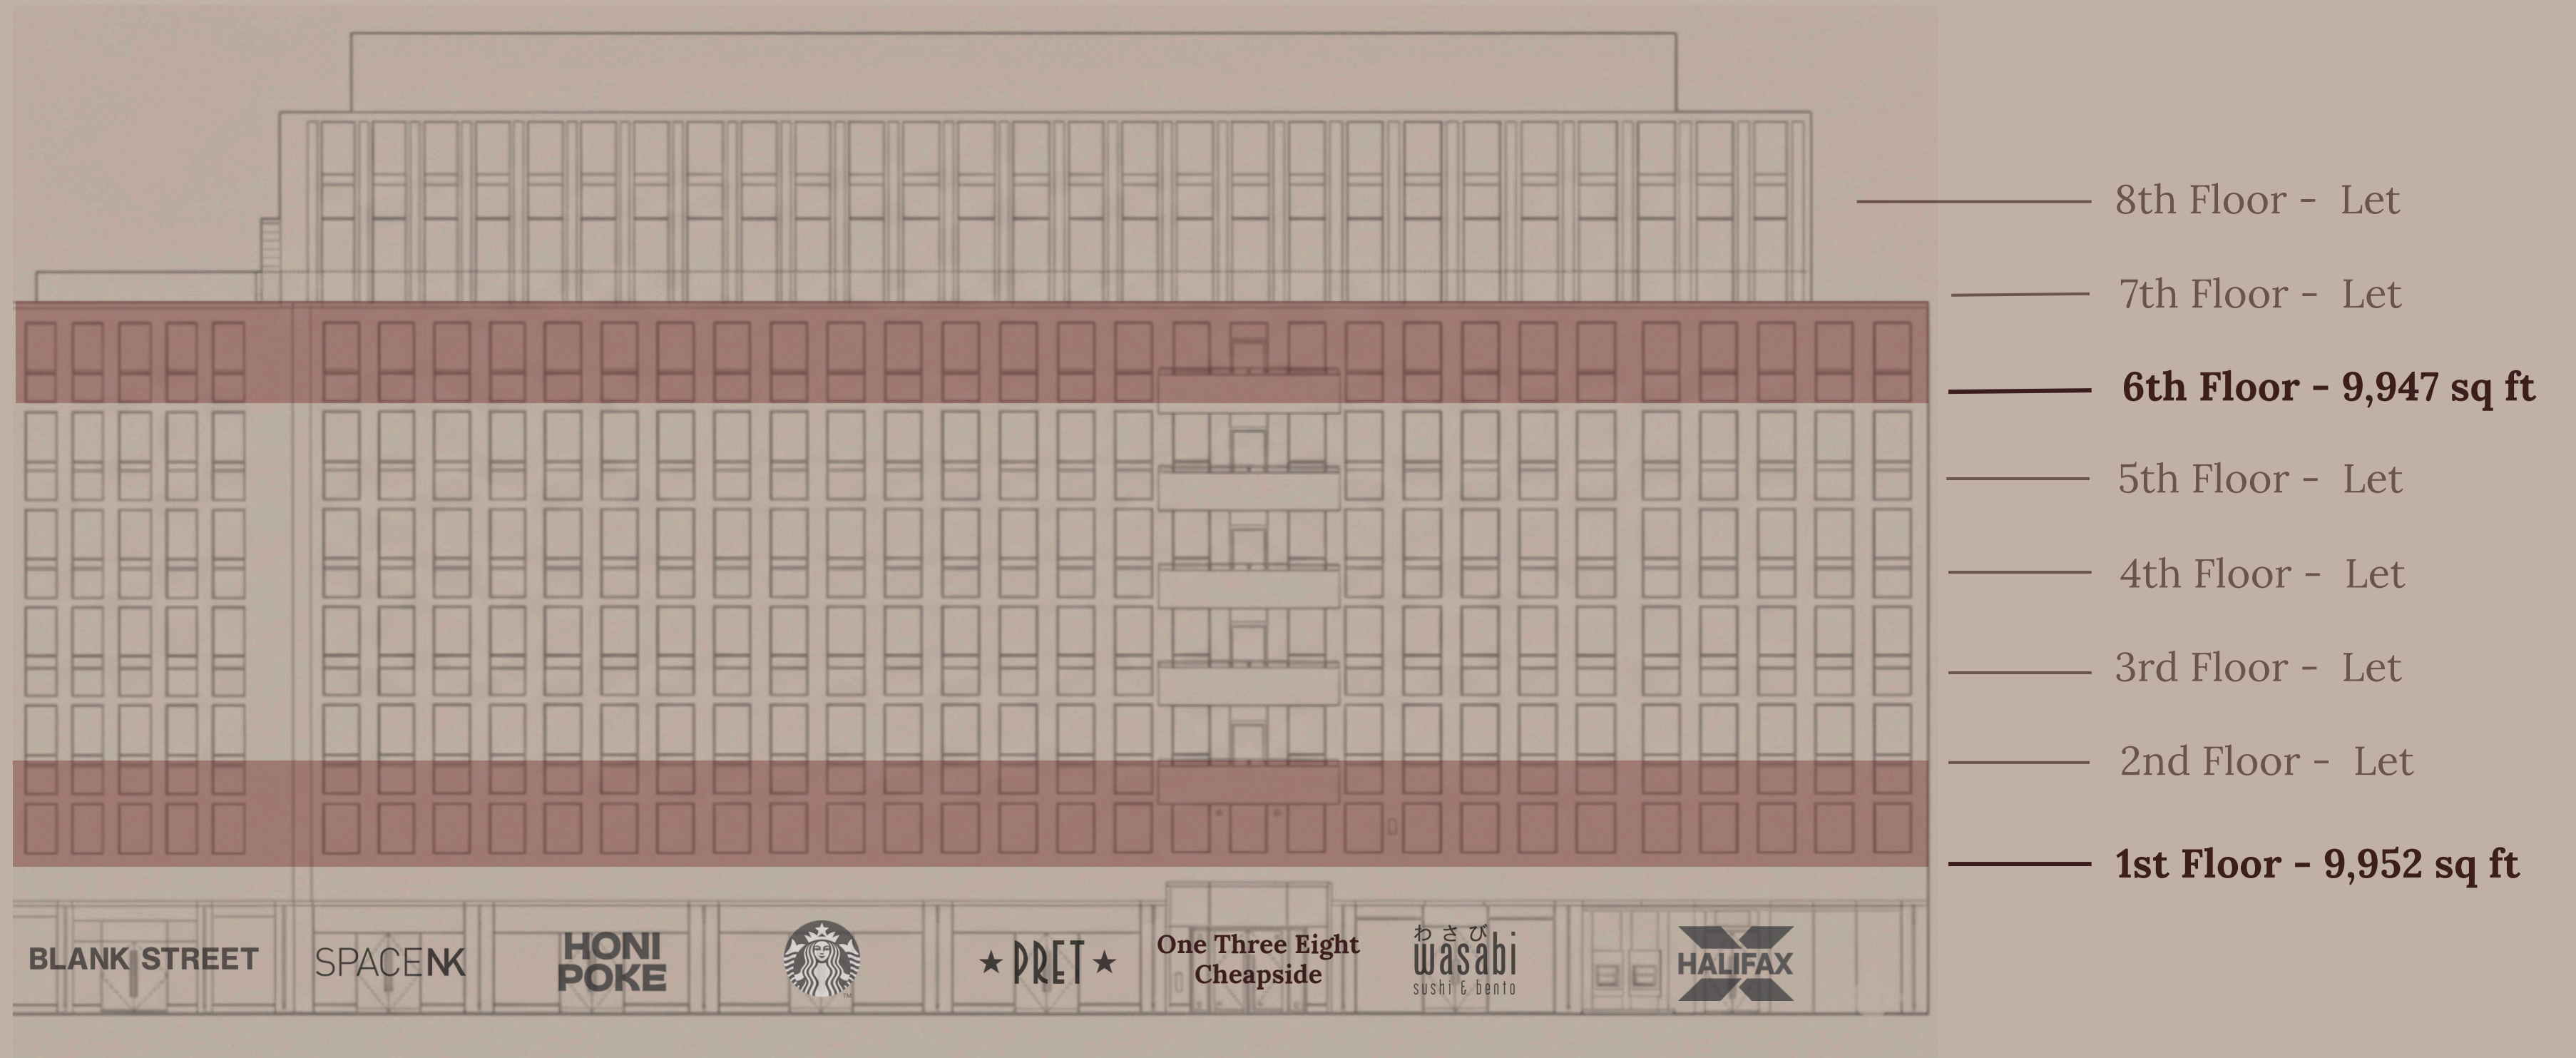 8th Floor - Let
7th Floor - Let
6th Floor - 9,947 sq ft
5th Floor - Let
4th Floor - Let
3rd Floor - Let
2nd Floor - Let
1st Floor - 9,952 sq ft
BLANK STREET
SPACENK
HONI
POKE
TM
★ PRET ★
One Three Eight
Cheapside
わさび
wasabi
sushi & bento
HALIFAX